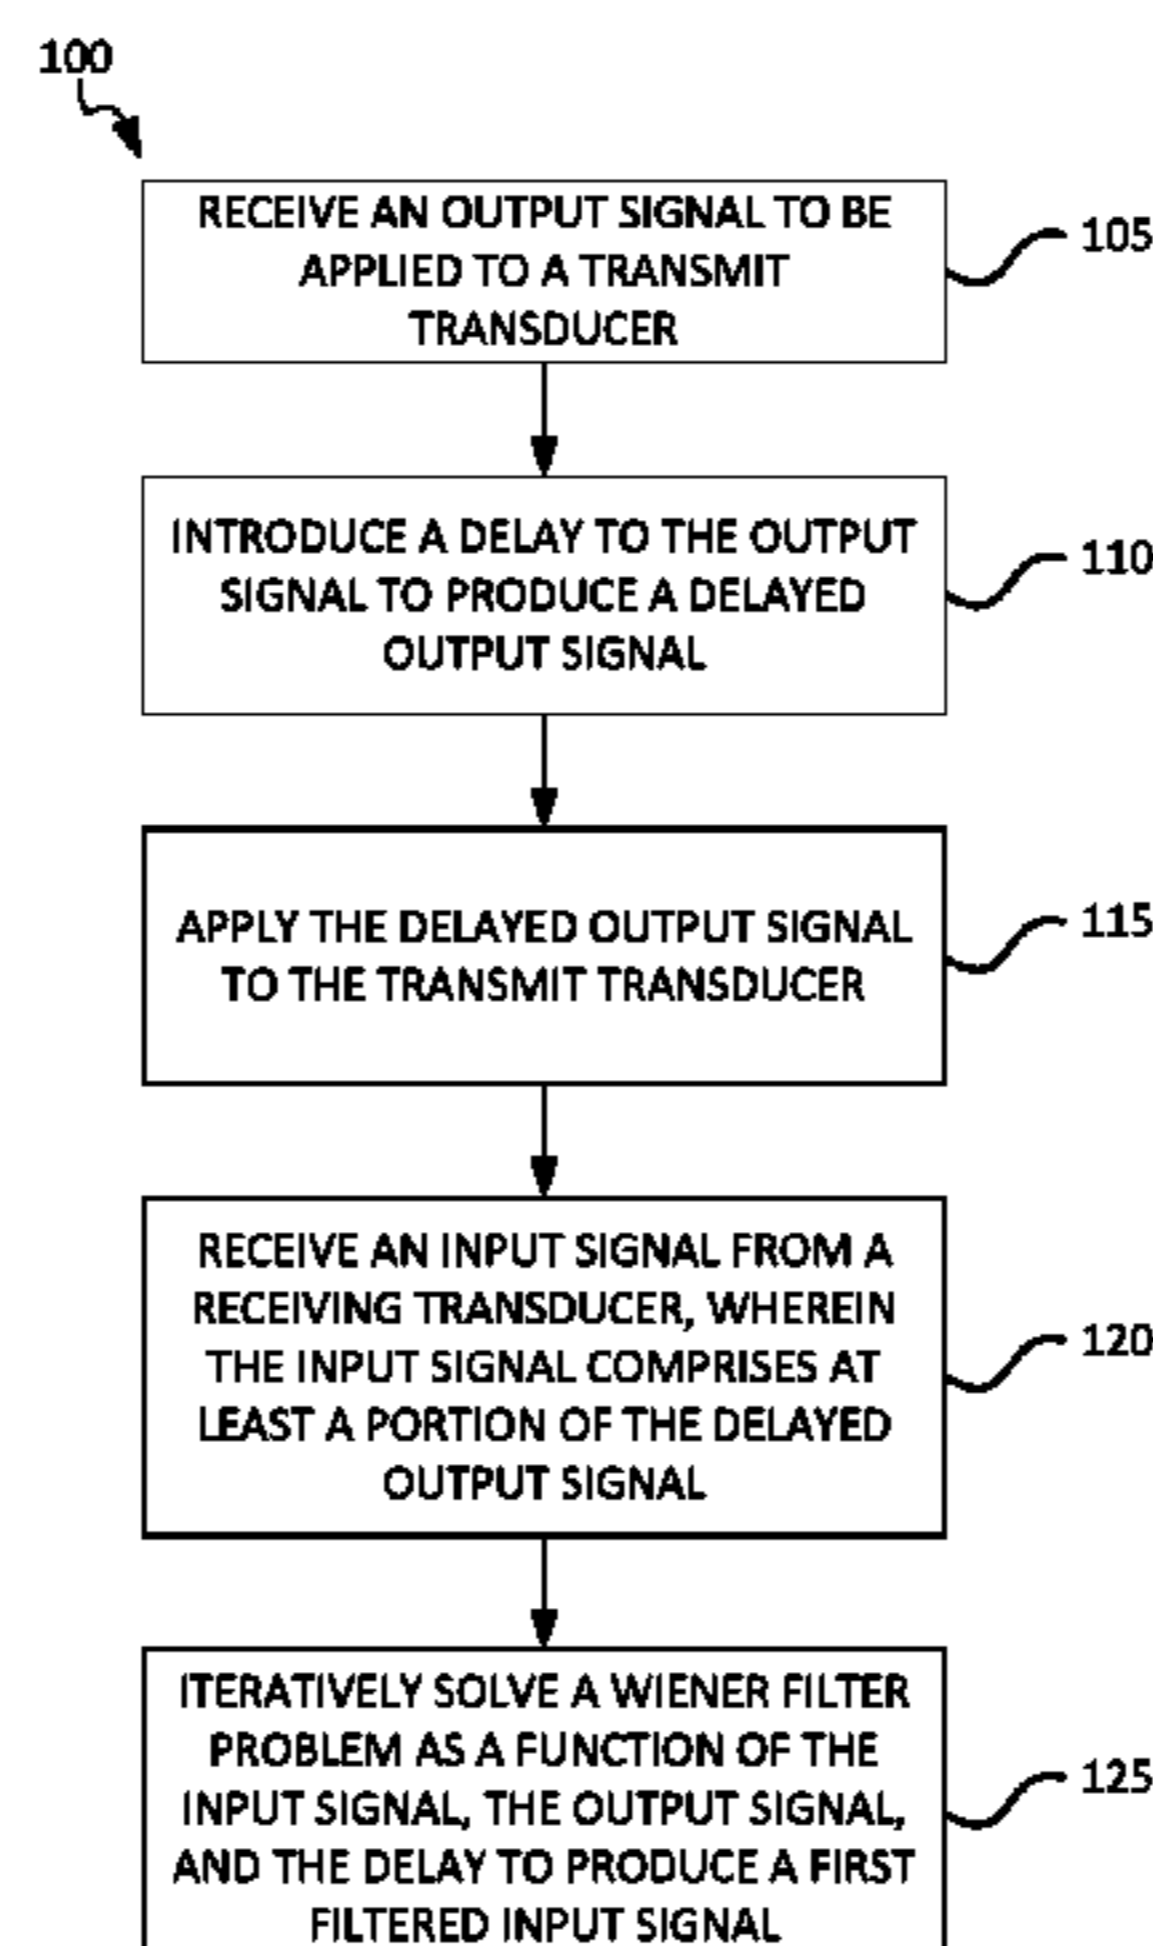 100
RECEIVE AN OUTPUT SIGNAL TO BE
APPLIED TO A TRANSMIT
TRANSDUCER
105
INTRODUCE A DELAY TO THE OUTPUT
SIGNAL TO PRODUCE A DELAYED
OUTPUT SIGNAL
110
APPLY THE DELAYED OUTPUT SIGNAL
TO THE TRANSMIT TRANSDUCER
115
RECEIVE AN INPUT SIGNAL FROM A
RECEIVING TRANSDUCER, WHEREIN
THE INPUT SIGNAL COMPRISES AT
LEAST A PORTION OF THE DELAYED
OUTPUT SIGNAL
120
ITERATIVELY SOLVE A WIENER FILTER
PROBLEM AS A FUNCTION OF THE
INPUT SIGNAL, THE OUTPUT SIGNAL,
AND THE DELAY TO PRODUCE A FIRST
FILTERED INPUT SIGNAL
125